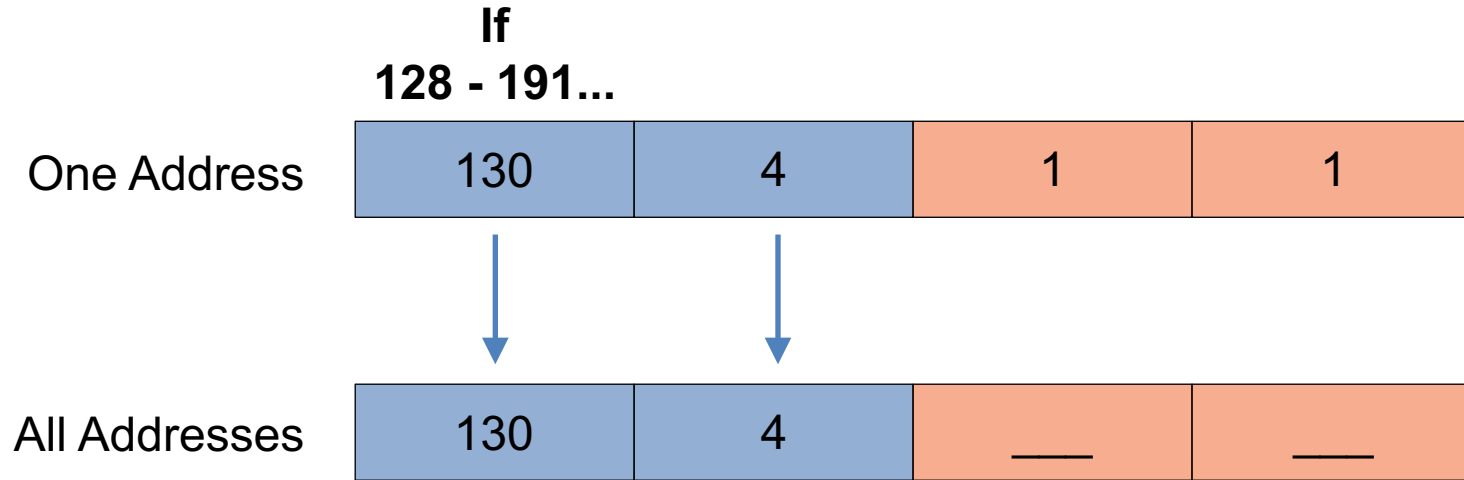 If
128 - 191...
One Address 130 4 1 1
All Addresses 130 4 ___ ___